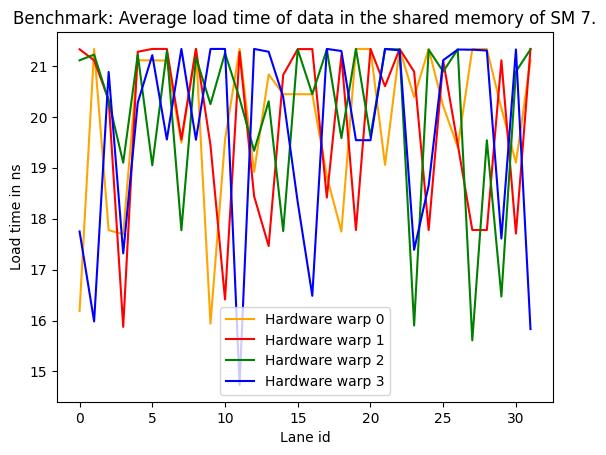 Benchmark: Average load time of data in the shared memory of SM 7.
21
20
19
18
17
16
15
Load time in ns
Hardware warp 0
Hardware warp 1
Hardware warp 2
Hardware warp 3
0 5 10 15 20 25 30
Lane id